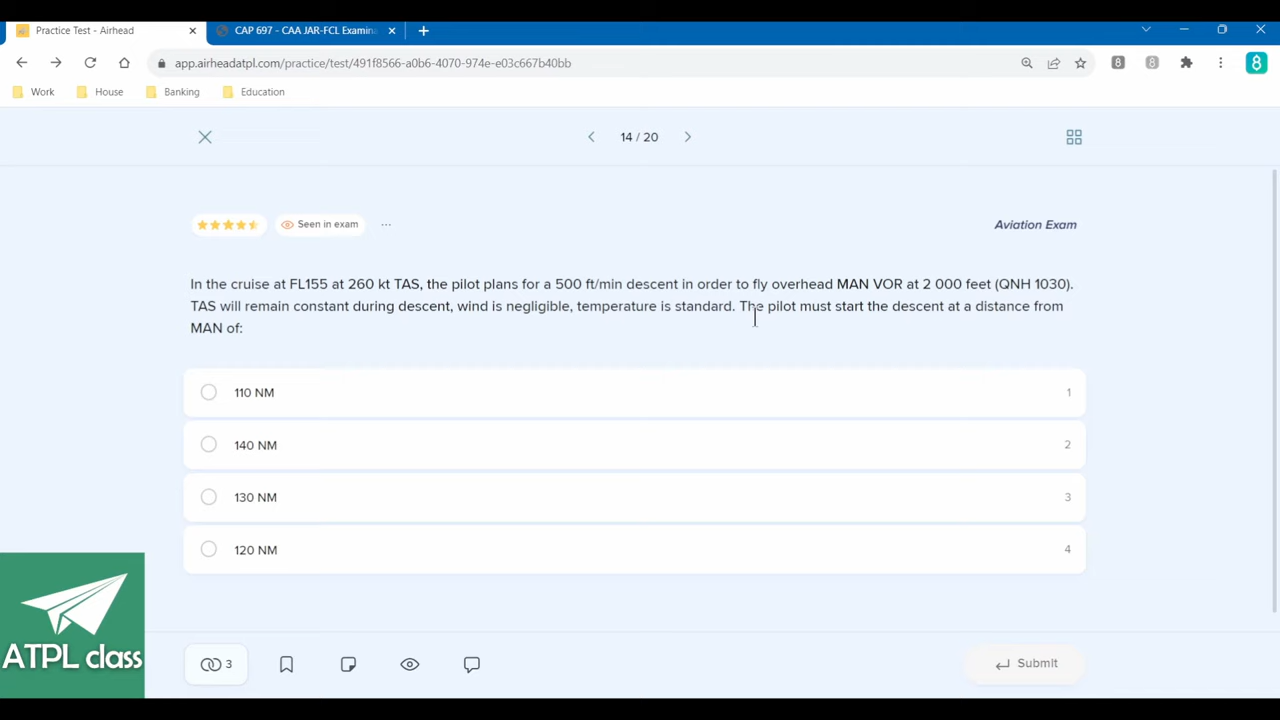 Practice Test - Airhead
CAP 697 - CAA JAR-FCL Examina
app.airheadatpl.com/practice/test/491f8566-a0b6-4070-974e-e03c667b40bb
Work House Banking Education
14 / 20
Seen in exam ...
Aviation Exam
In the cruise at FL155 at 260 kt TAS, the pilot plans for a 500 ft/min descent in order to fly overhead MAN VOR at 2 000 feet (QNH 1030).
TAS will remain constant during descent, wind is negligible, temperature is standard. The pilot must start the descent at a distance from
MAN of:
110 NM 1
140 NM 2
130 NM 3
120 NM 4
3
Submit
ATPL class